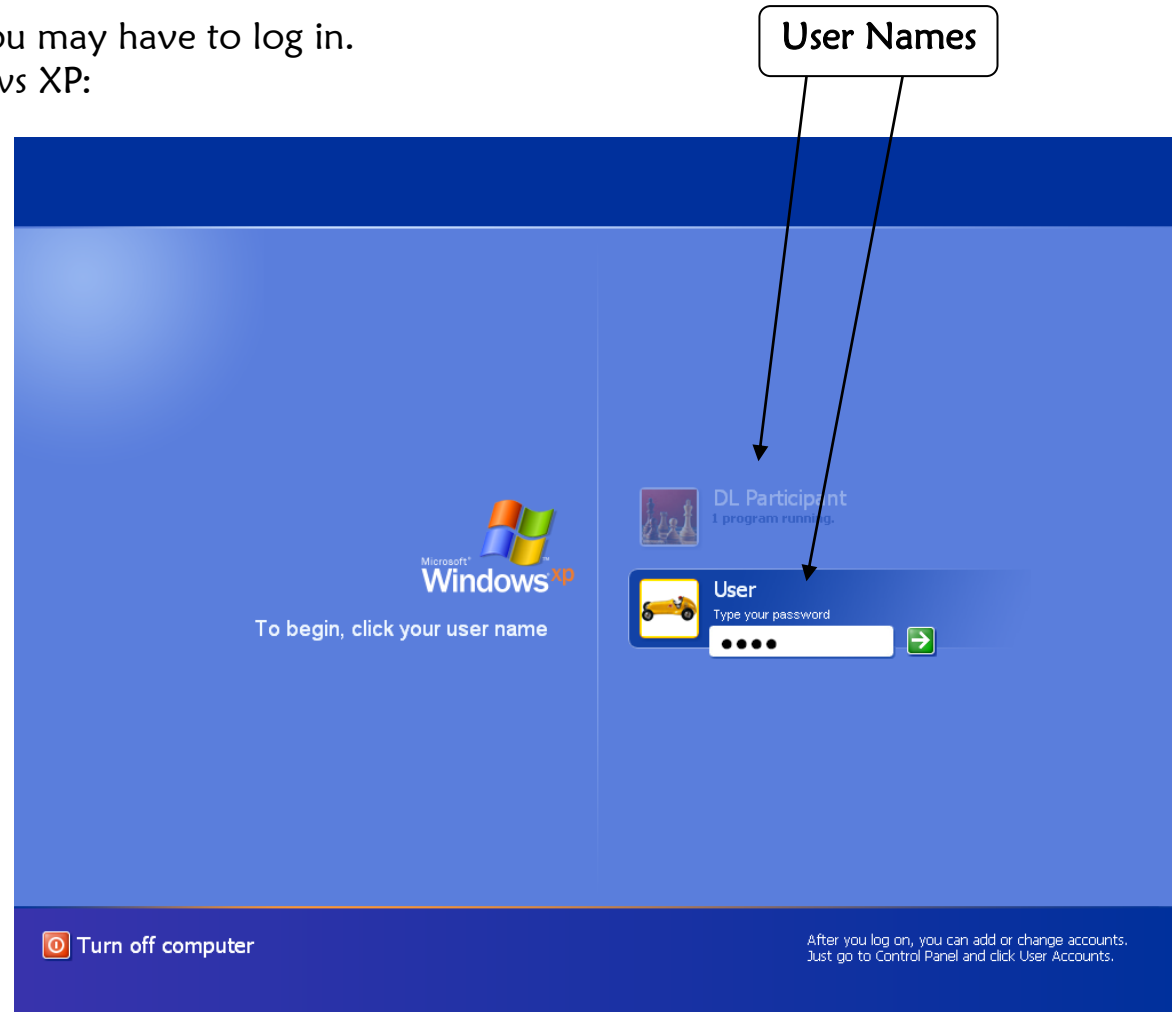 ou may have to log in.
User Names
vs XP:
DL Participant
1 program running.
Microsoft®
Windows xp
User
Type your password
To begin, click your user name
Turn off computer
After you log on, you can add or change accounts.
Just go to Control Panel and click User Accounts.